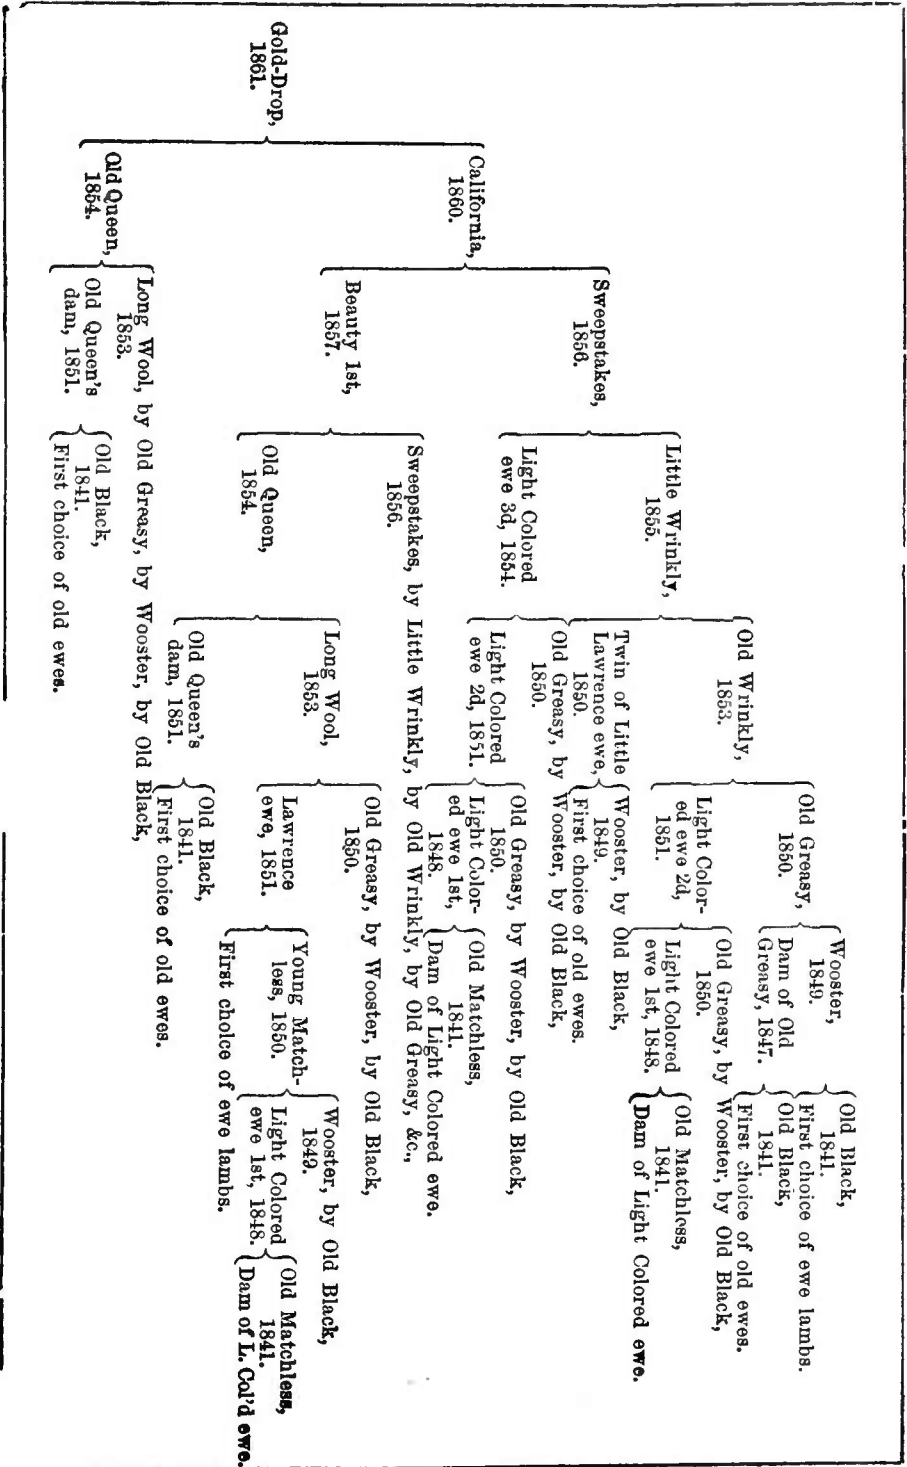 Gold-Drop,
1861.
California,
1860.
Sweepstakes,
1856.
Little Wrinkly,
1855.
Old Wrinkly,
1853.
Old Greasy,
1850.
Wooster,
1849.
Old Black,
1841.
First choice of ewe lambs.
Dam of Old
Greasy, 1847.
Old Black,
1841.
First choice of old ewes.
Light Color-
ed ewe 2d,
1851.
Old Greasy, by Wooster, by Old Black,
1850.
Light Colored
ewe 1st, 1848.
Old Matchless,
1841.
Dam of Light Colored ewe.
Twin of Little
Lawrence ewe,
1850.
Wooster, by Old Black,
1849.
First choice of old ewes.
Light Colored
ewe 3d, 1854.
Old Greasy, by Wooster, by Old Black,
1850.
Light Colored
ewe 2d, 1851.
Old Greasy, by Wooster, by Old Black,
1850.
Light Color-
ed ewe 1st,
1848.
Old Matchless,
1841.
Dam of Light Colored ewe.
Beauty 1st,
1857.
Sweepstakes, by Little Wrinkly, by Old Wrinkly, by Old Greasy, &c.,
1856.
Old Queen,
1854.
Long Wool,
1853.
Old Greasy, by Wooster, by Old Black,
1850.
Lawrence
ewe, 1851.
Young Match-
less, 1850.
Wooster, by Old Black,
1849.
Light Colored
ewe 1st, 1848.
Old Matchless,
1841.
Dam of L. Col'd ewe.
First choice of ewe lambs.
Old Queen's
dam, 1851.
Old Black,
1841.
First choice of old ewes.
Old Queen,
1854.
Long Wool, by Old Greasy, by Wooster, by Old Black,
1853.
Old Queen's
dam, 1851.
Old Black,
1841.
First choice of old ewes.